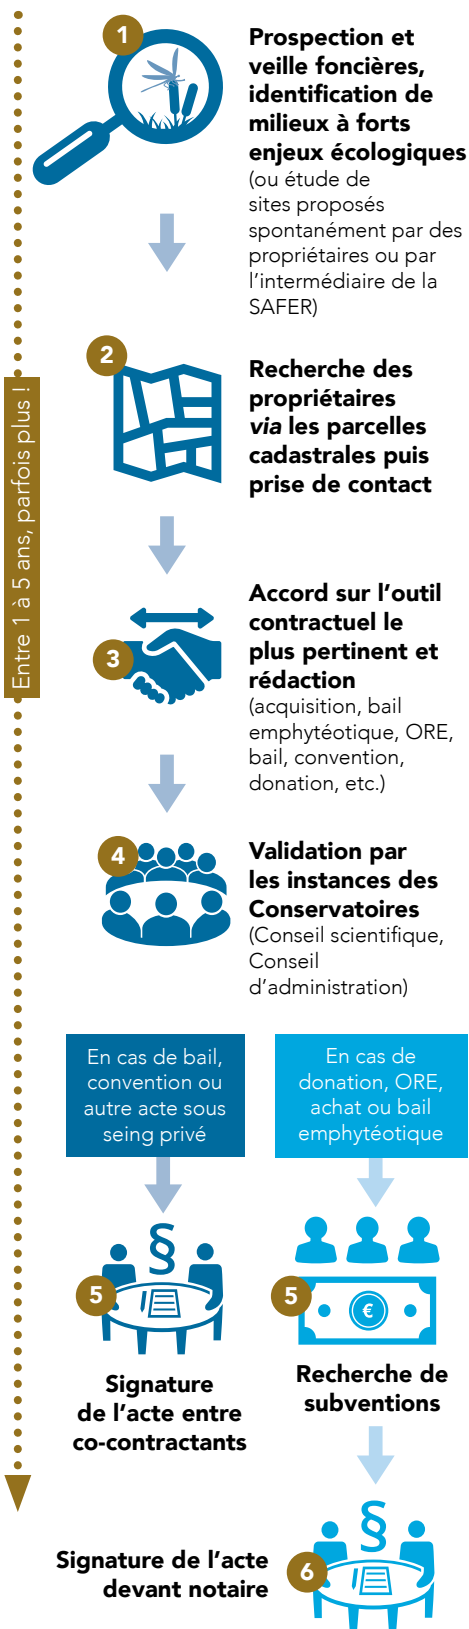 1
Prospection et
veille foncières,
identification de
milieux à forts
enjeux écologiques
(ou étude de
sites proposés
spontanément par des
propriétaires ou par
l’intermédiaire de la
SAFER)
2
Recherche des
propriétaires
via les parcelles
cadastrales puis
prise de contact
Entre 1 à 5 ans, parfois plus !
3
Accord sur l’outil
contractuel le
plus pertinent et
rédaction
(acquisition, bail
emphytéotique, ORE,
bail, convention,
donation, etc.)
4
Validation par
les instances des
Conservatoires
(Conseil scientifique,
Conseil
d’administration)
En cas de bail,
convention ou
autre acte sous
seing privé
§
5
Signature
de l’acte entre
co-contractants
En cas de
donation, ORE,
achat ou bail
emphytéotique
5
€
Recherche de
subventions
§
6
Signature de l’acte
devant notaire